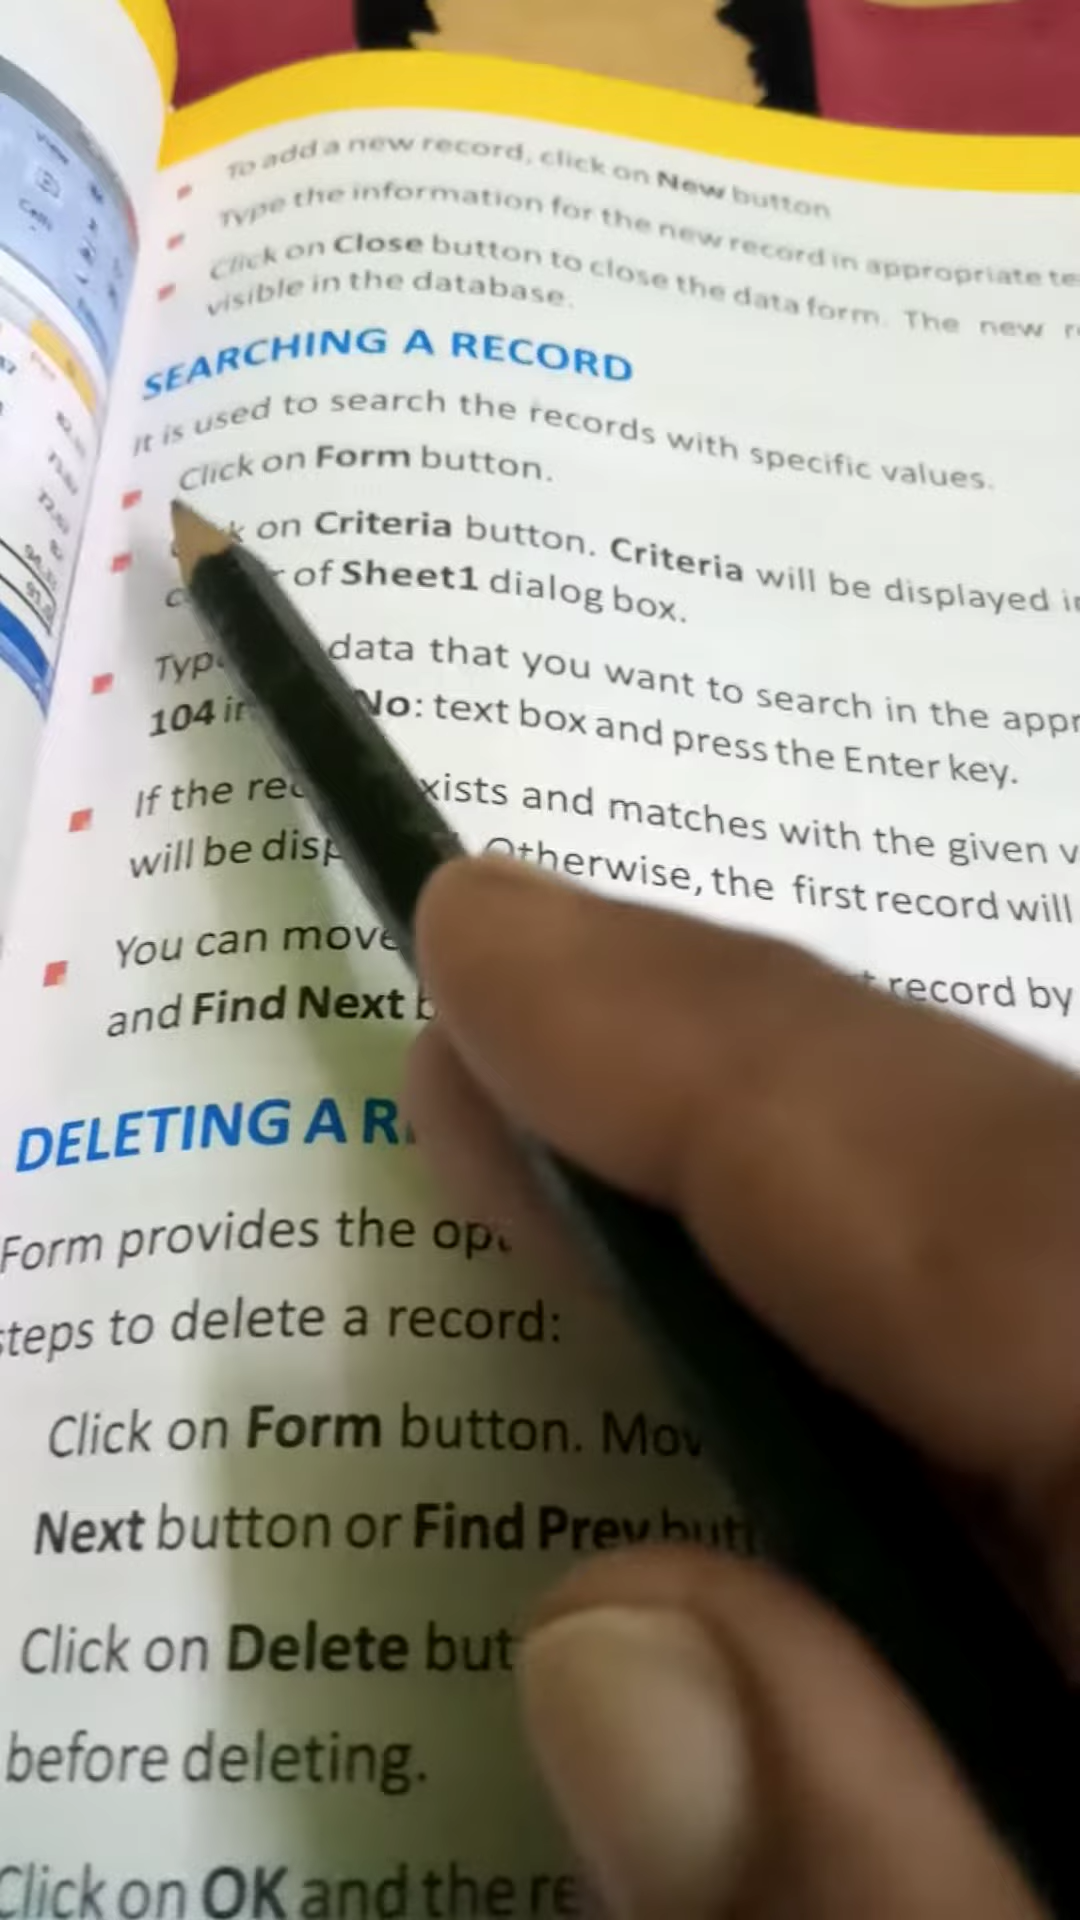 To add a new record, click on New button
Type the information for the new record in appropriate
Click on Close button to close the data form. The new
visible in the database.
SEARCHING A RECORD
It is used to search the records with specific values.
Click on Form button.
on Criteria button. Criteria will be displayed
of Sheet1 dialog box.
data that you want to search in the
104 No: text box and press the Enter key.
If the and matches with the given
will be Otherwise, the first record will
You can move record by
and Find Next
DELETING A
Form provides the
steps to delete a record:
Click on Form button.
Next button or Find Prev
Click on Delete
before deleting.
Click on OK and the
View
Cells